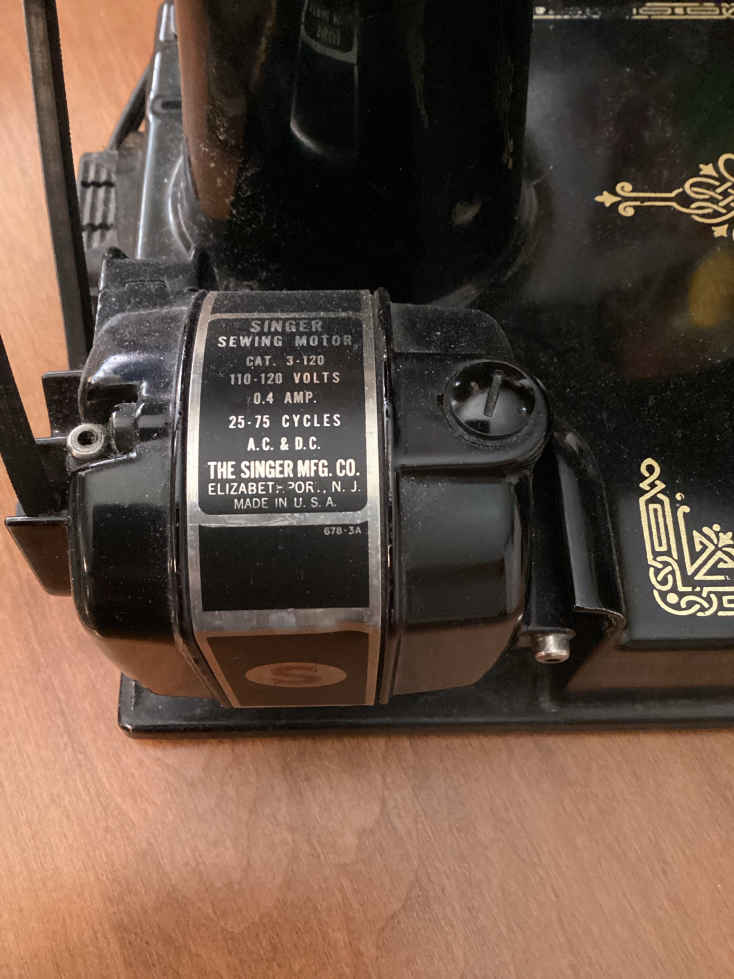 SINGER
SEWING MOTOR
CAT. 3-120
110-120 VOLTS
0.4 AMP.
25-75 CYCLES
A.C. & D.C.
THE SINGER MFG. CO.
ELIZABETHPORT, N. J.
MADE IN U. S. A.
678-3A
S